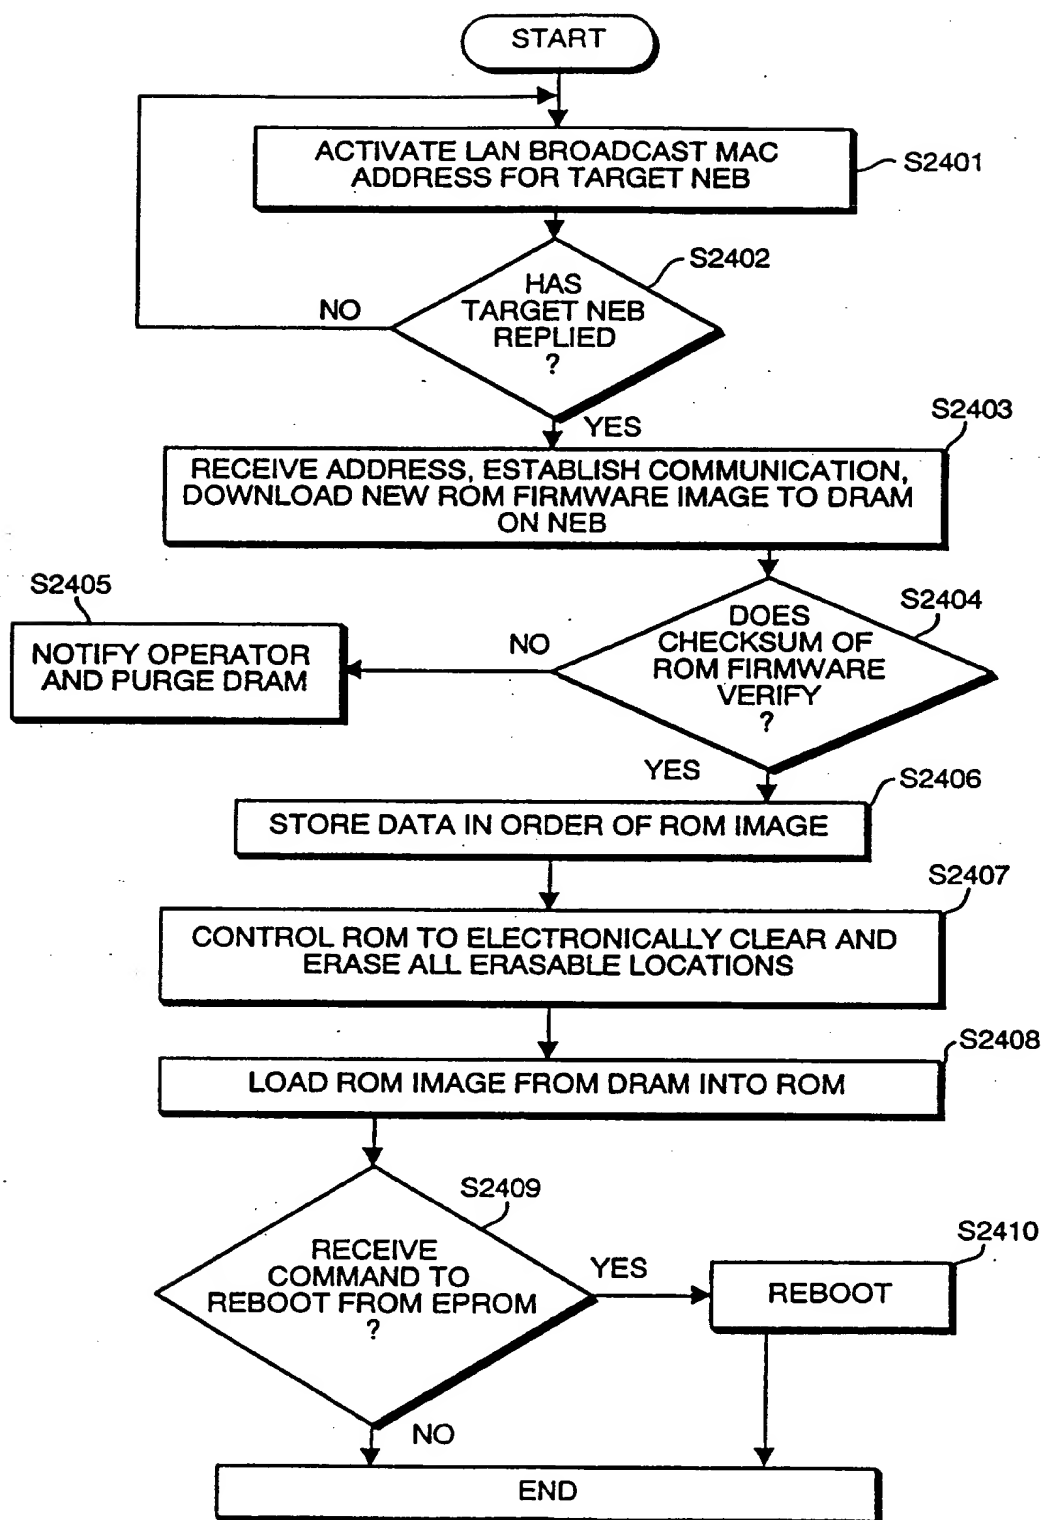 START
ACTIVATE LAN BROADCAST MAC
ADDRESS FOR TARGET NEB
S2401
S2402
HAS
TARGET NEB
REPLIED
?
NO
YES
S2403
RECEIVE ADDRESS, ESTABLISH COMMUNICATION,
DOWNLOAD NEW ROM FIRMWARE IMAGE TO DRAM
ON NEB
S2405
NOTIFY OPERATOR
AND PURGE DRAM
NO
S2404
DOES
CHECKSUM OF
ROM FIRMWARE
VERIFY
?
YES
S2406
STORE DATA IN ORDER OF ROM IMAGE
S2407
CONTROL ROM TO ELECTRONICALLY CLEAR AND
ERASE ALL ERASABLE LOCATIONS
S2408
LOAD ROM IMAGE FROM DRAM INTO ROM
S2409
RECEIVE
COMMAND TO
REBOOT FROM EPROM
?
YES
S2410
REBOOT
NO
END